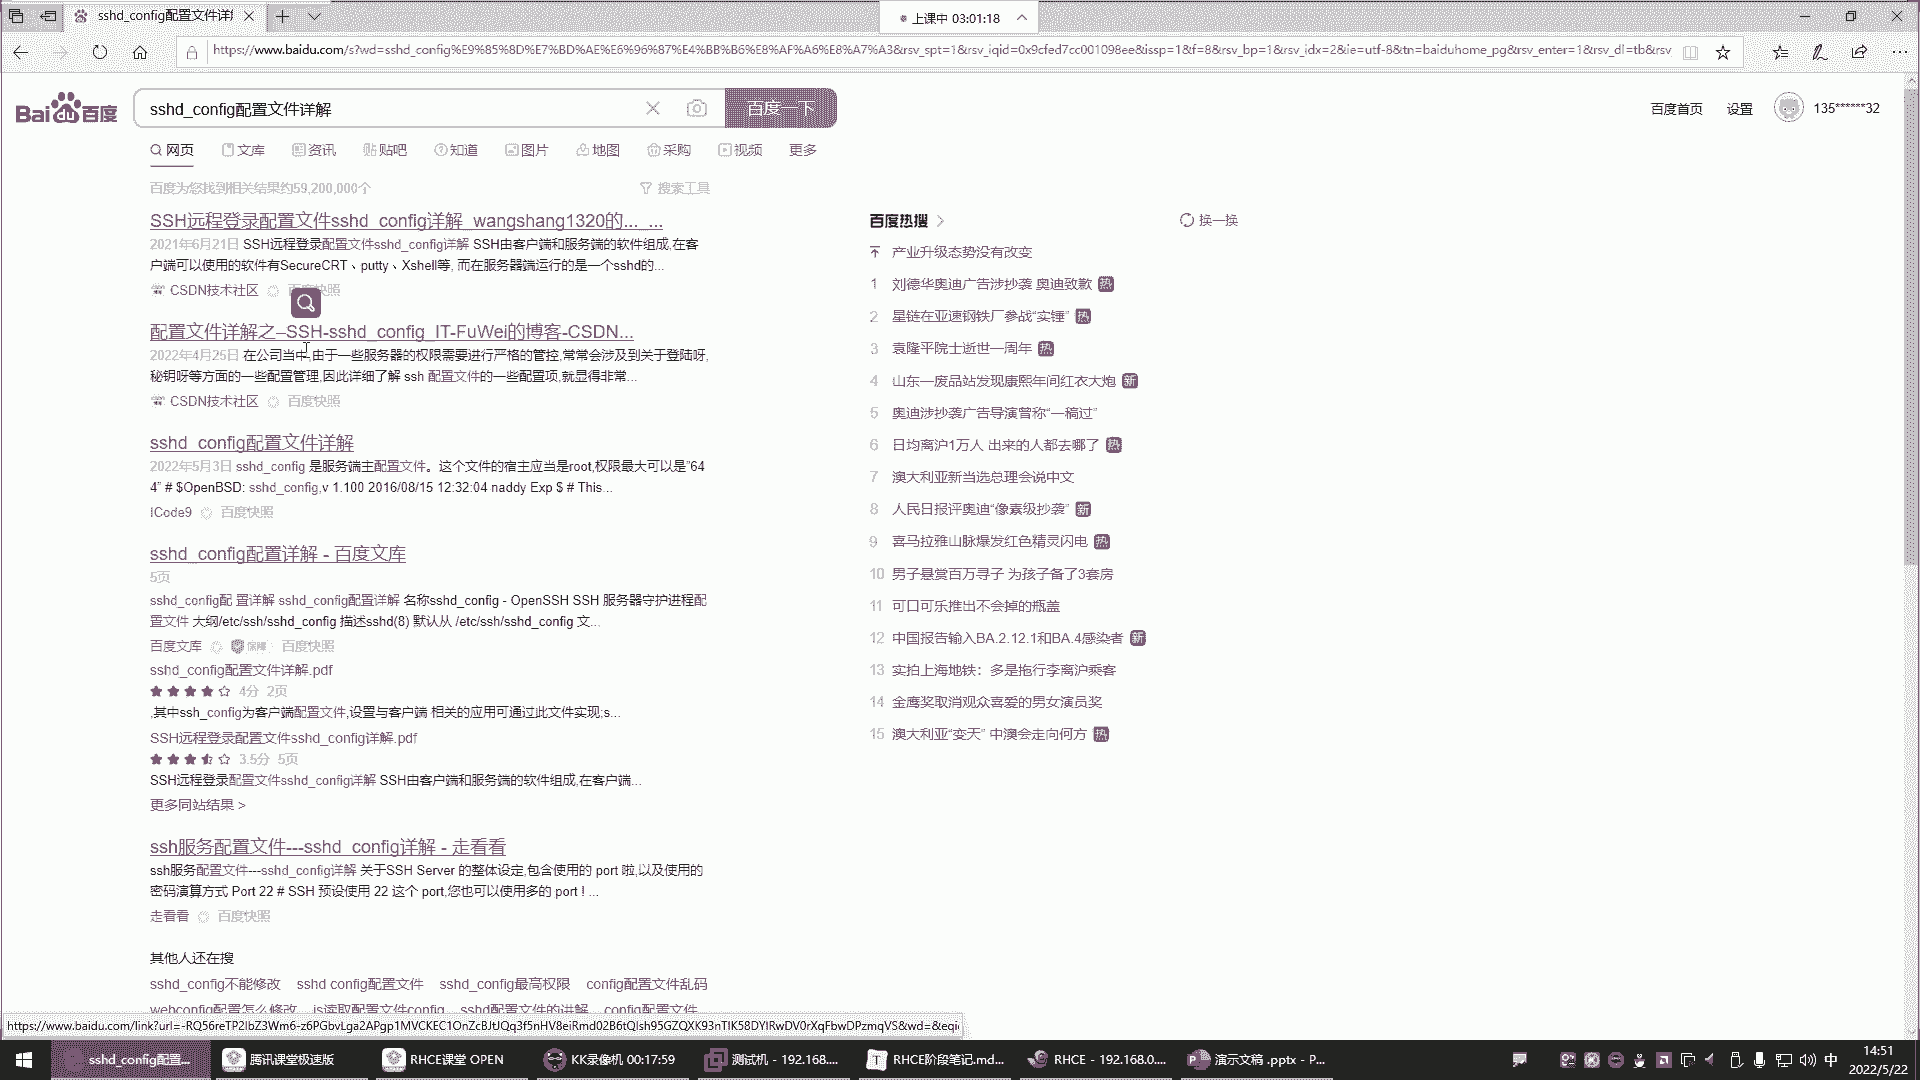 sshd_config配置文件详
上课中 03:01:18
https://www.baidu.com/s?wd=sshd_config%E9%85%8D%E7%BD%AE%E6%96%87%E4%BB%B6%E8%AF%A6%E8%A7%A3&rsv_spt=1&rsv_iqid=0x9cfed7cc001098ee&issp=1&f=8&rsv_bp=1&rsv_idx=2&ie=utf-8&tn=baiduhome_pg&rsv_enter=1&rsv_dl=tb&rsv
Bai du 百度
sshd_config配置文件详解
百度一下
百度首页 设置 135******32
网页 文库 资讯 贴吧 知道 图片 地图 采购 视频 更多
百度为您找到相关结果约59,200,000个
搜索工具
SSH远程登录配置文件sshd_config详解_wangshang1320的..._...
2021年6月21日 SSH远程登录配置文件sshd_config详解 SSH由客户端和服务端的软件组成,在客
户端可以使用的软件有SecureCRT、putty、Xshell等, 而在服务器端运行的是一个sshd的...
CSDN技术社区 百度快照
配置文件详解之–SSH-sshd_config_IT-FuWei的博客-CSDN...
2022年4月25日 在公司当中,由于一些服务器的权限需要进行严格的管控,常常会涉及到关于登陆呀,
秘钥呀等方面的一些配置管理,因此详细了解 ssh 配置文件的一些配置项,就显得非常...
CSDN技术社区 百度快照
sshd_config配置文件详解
2022年5月3日 sshd_config 是服务端主配置文件。这个文件的宿主应当是root,权限最大可以是"64
4" # $OpenBSD: sshd_config,v 1.100 2016/08/15 12:32:04 naddy Exp $ # This...
ICode9 百度快照
sshd_config配置详解 - 百度文库
5页
sshd_config配 置详解 sshd_config配置详解 名称sshd_config - OpenSSH SSH 服务器守护进程配
置文件 大纲/etc/ssh/sshd_config 描述sshd(8) 默认从 /etc/ssh/sshd_config 文...
百度文库 保障 百度快照
sshd_config配置文件详解.pdf
4分 2页
,其中ssh_config为客户端配置文件,设置与客户端 相关的应用可通过此文件实现;s...
SSH远程登录配置文件sshd_config详解.pdf
3.5分 5页
SSH远程登录配置文件sshd_config详解 SSH由客户端和服务端的软件组成,在客户端...
更多同站结果 >
ssh服务配置文件---sshd_config详解 - 走看看
ssh服务配置文件---sshd_config详解 关于SSH Server 的整体设定,包含使用的 port 啦,以及使用的
密码演算方式 Port 22 # SSH 预设使用 22 这个 port,您也可以使用多的 port ! ...
走看看 百度快照
其他人还在搜
sshd_config不能修改 sshd config配置文件 sshd_config最高权限 config配置文件乱码
webconfig配置怎么修改 js读取配置文件config sshd配置文件的讲解 config配置文件
百度热搜 >
换一换
产业升级态势没有改变
1 刘德华奥迪广告涉抄袭 奥迪致歉 热
2 星链在亚速钢铁厂参战“实锤” 热
3 袁隆平院士逝世一周年 热
4 山东一废品站发现康熙年间红衣大炮 新
5 奥迪涉抄袭广告导演曾称“一稿过”
6 日均离沪1万人 出来的人都去哪了 热
7 澳大利亚新当选总理会说中文
8 人民日报评奥迪“像素级抄袭” 新
9 喜马拉雅山脉爆发红色精灵闪电 热
10 男子悬赏百万寻子 为孩子备了3套房
11 可口可乐推出不会掉的瓶盖
12 中国报告输入BA.2.12.1和BA.4感染者 新
13 实拍上海地铁：多是拖行李离沪乘客
14 金鹰奖取消观众喜爱的男女演员奖
15 澳大利亚“变天” 中澳会走向何方 热
sshd_config配置...
腾讯课堂极速版
RHCE课堂 OPEN
KK录像机 00:17:59
测试机 - 192.168....
RHCE阶段笔记.md...
RHCE - 192.168.0....
演示文稿 .pptx - P...
中
14:51
2022/5/22